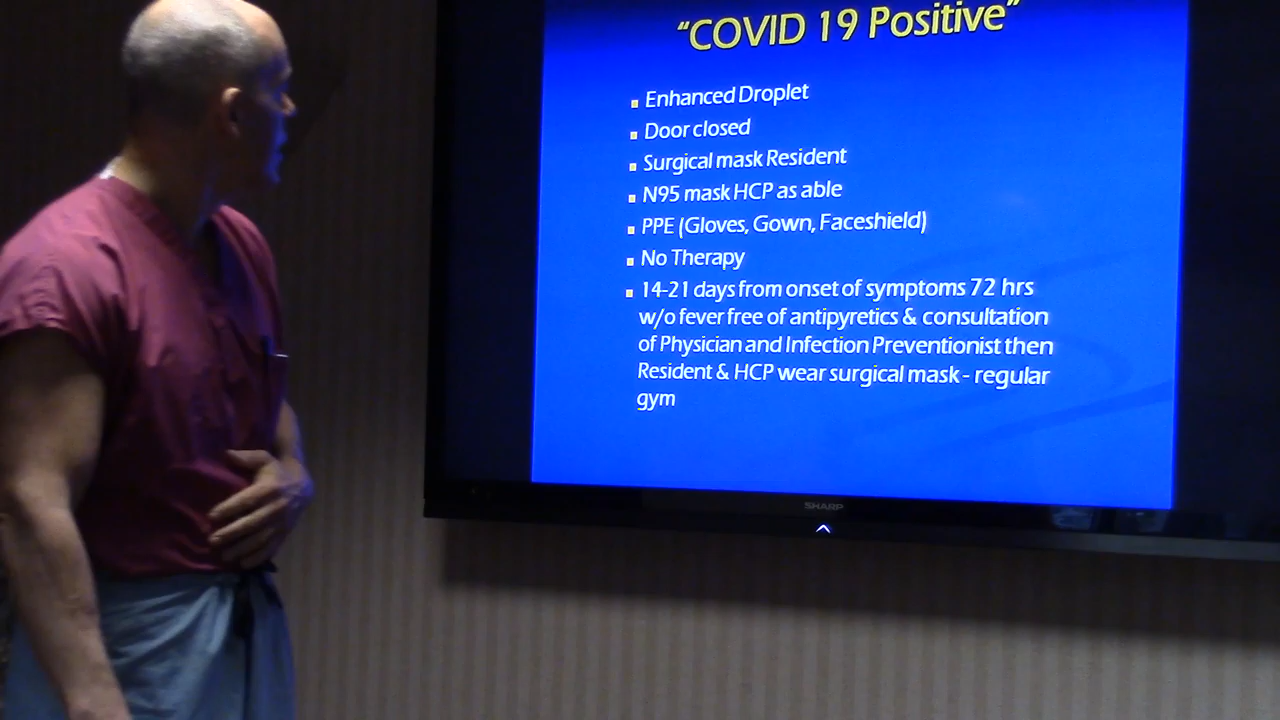 “COVID 19 Positive”
Enhanced Droplet
Door closed
Surgical mask Resident
N95 mask HCP as able
PPE (Gloves, Gown, Faceshield)
No Therapy
14-21 days from onset of symptoms 72 hrs
w/o fever free of antipyretics & consultation
of Physician and Infection Preventionist then
Resident & HCP wear surgical mask - regular
gym
SHARP